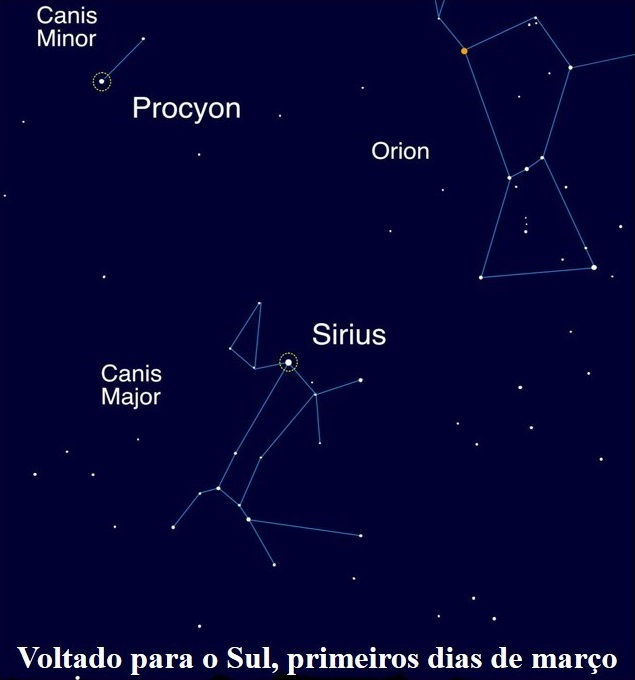 Canis
Minor
Procyon
Orion
Sirius
Canis
Major
Voltado para o Sul, primeiros dias de março